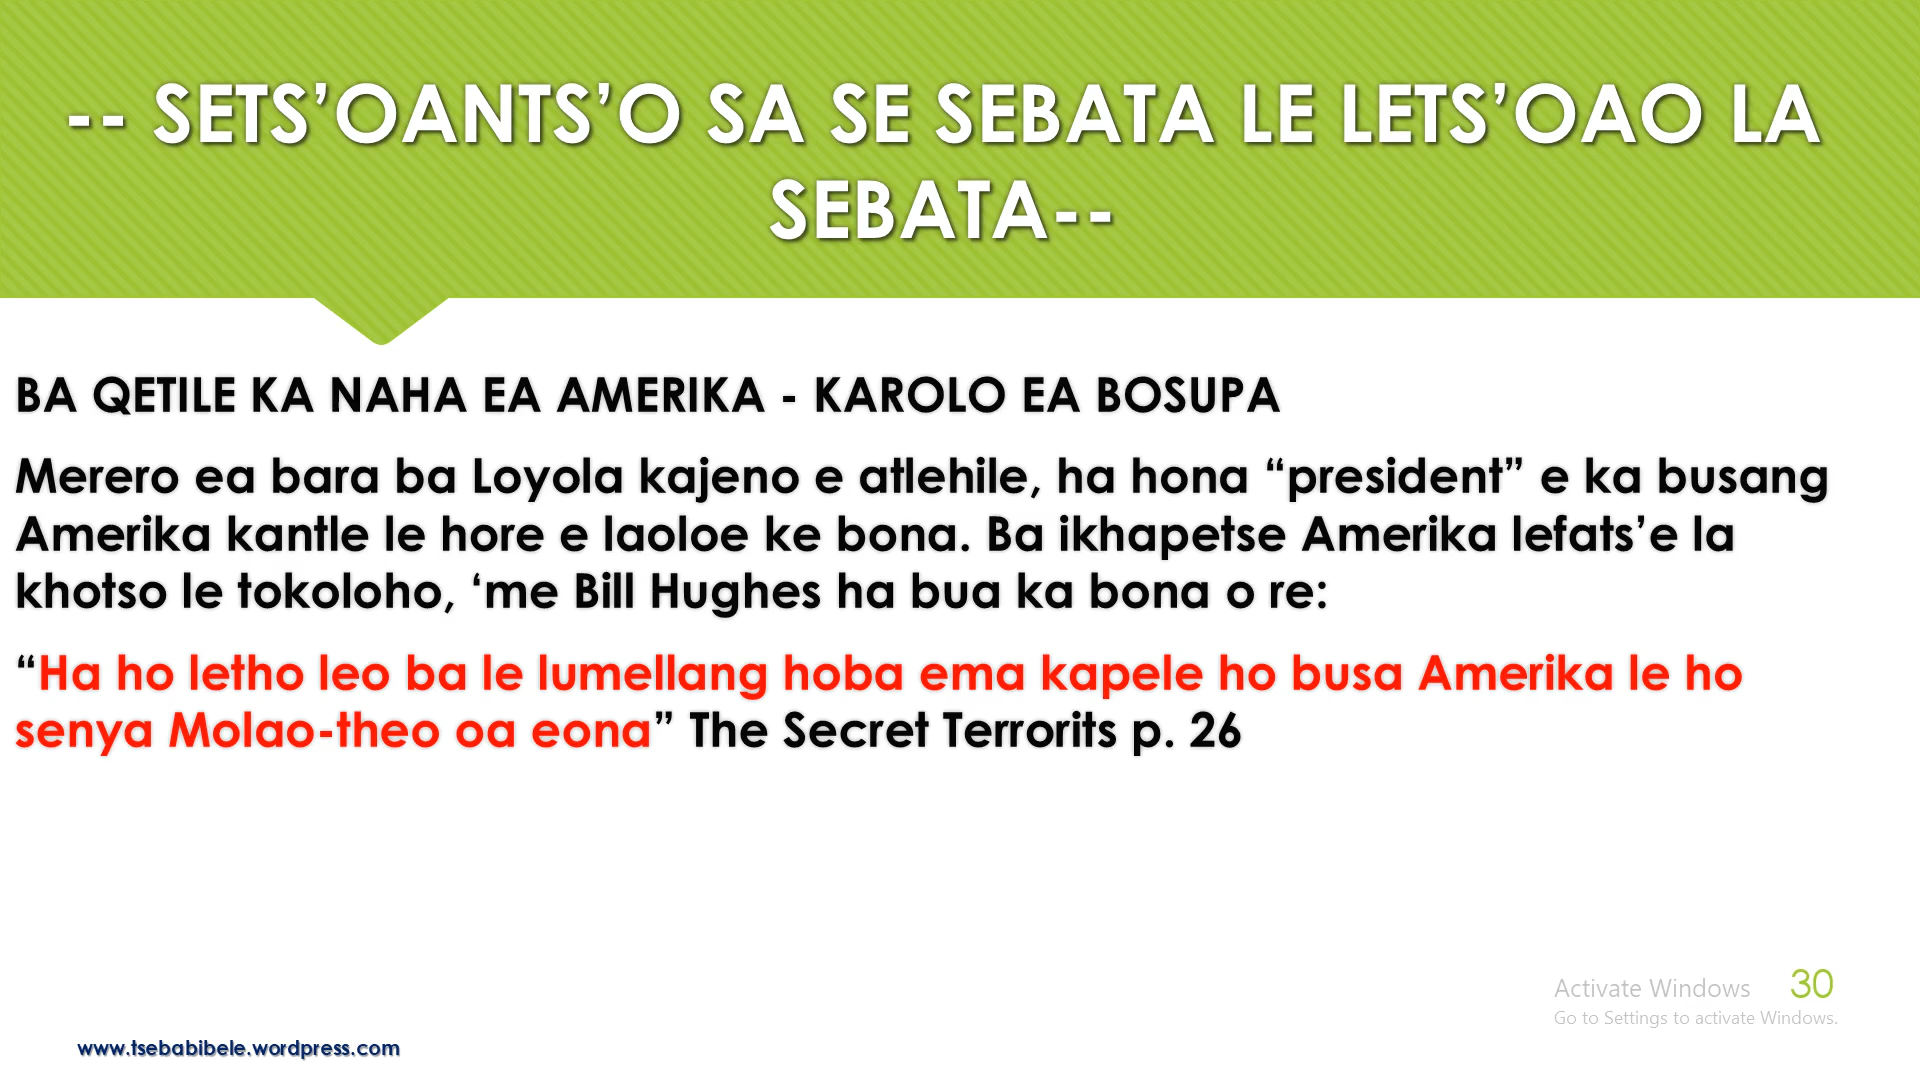 -- SETS’OANTS’O SA SE SEBATA LE LETS’OAO LA
SEBATA--
BA QETILE KA NAHA EA AMERIKA - KAROLO EA BOSUPA
Merero ea bara ba Loyola kajeno e atlehile, ha hona “president” e ka busang
Amerika kantle le hore e laoloe ke bona. Ba ikhapetse Amerika lefats’e la
khotso le tokoloho, ‘me Bill Hughes ha bua ka bona o re:
“Ha ho letho leo ba le lumellang hoba ema kapele ho busa Amerika le ho
senya Molao-theo oa eona” The Secret Terrorits p. 26
Activate Windows 30
Go to Settings to activate Windows.
www.tsebabibele.wordpress.com